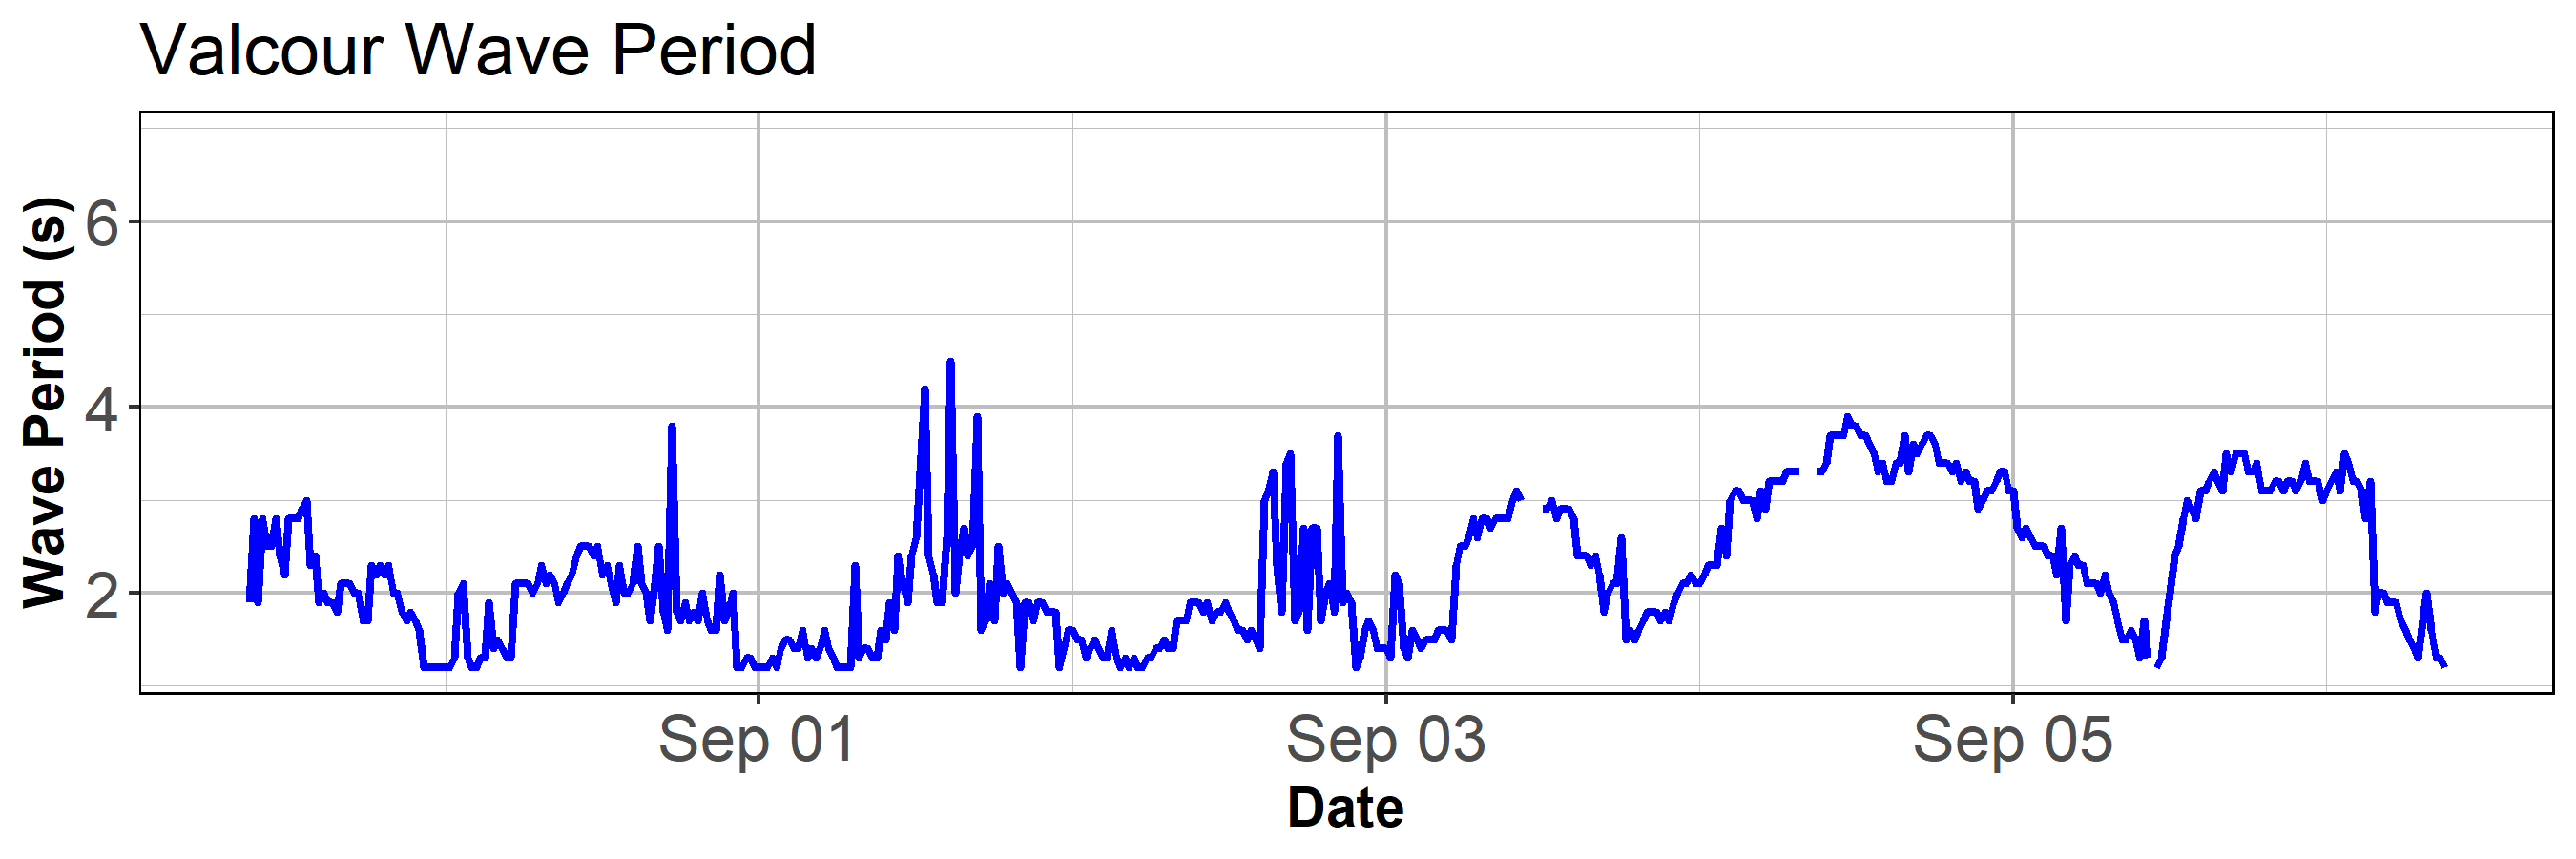 Valcour Wave Period
Wave Period (s)
6
4
2
Sep 01
Sep 03
Sep 05
Date